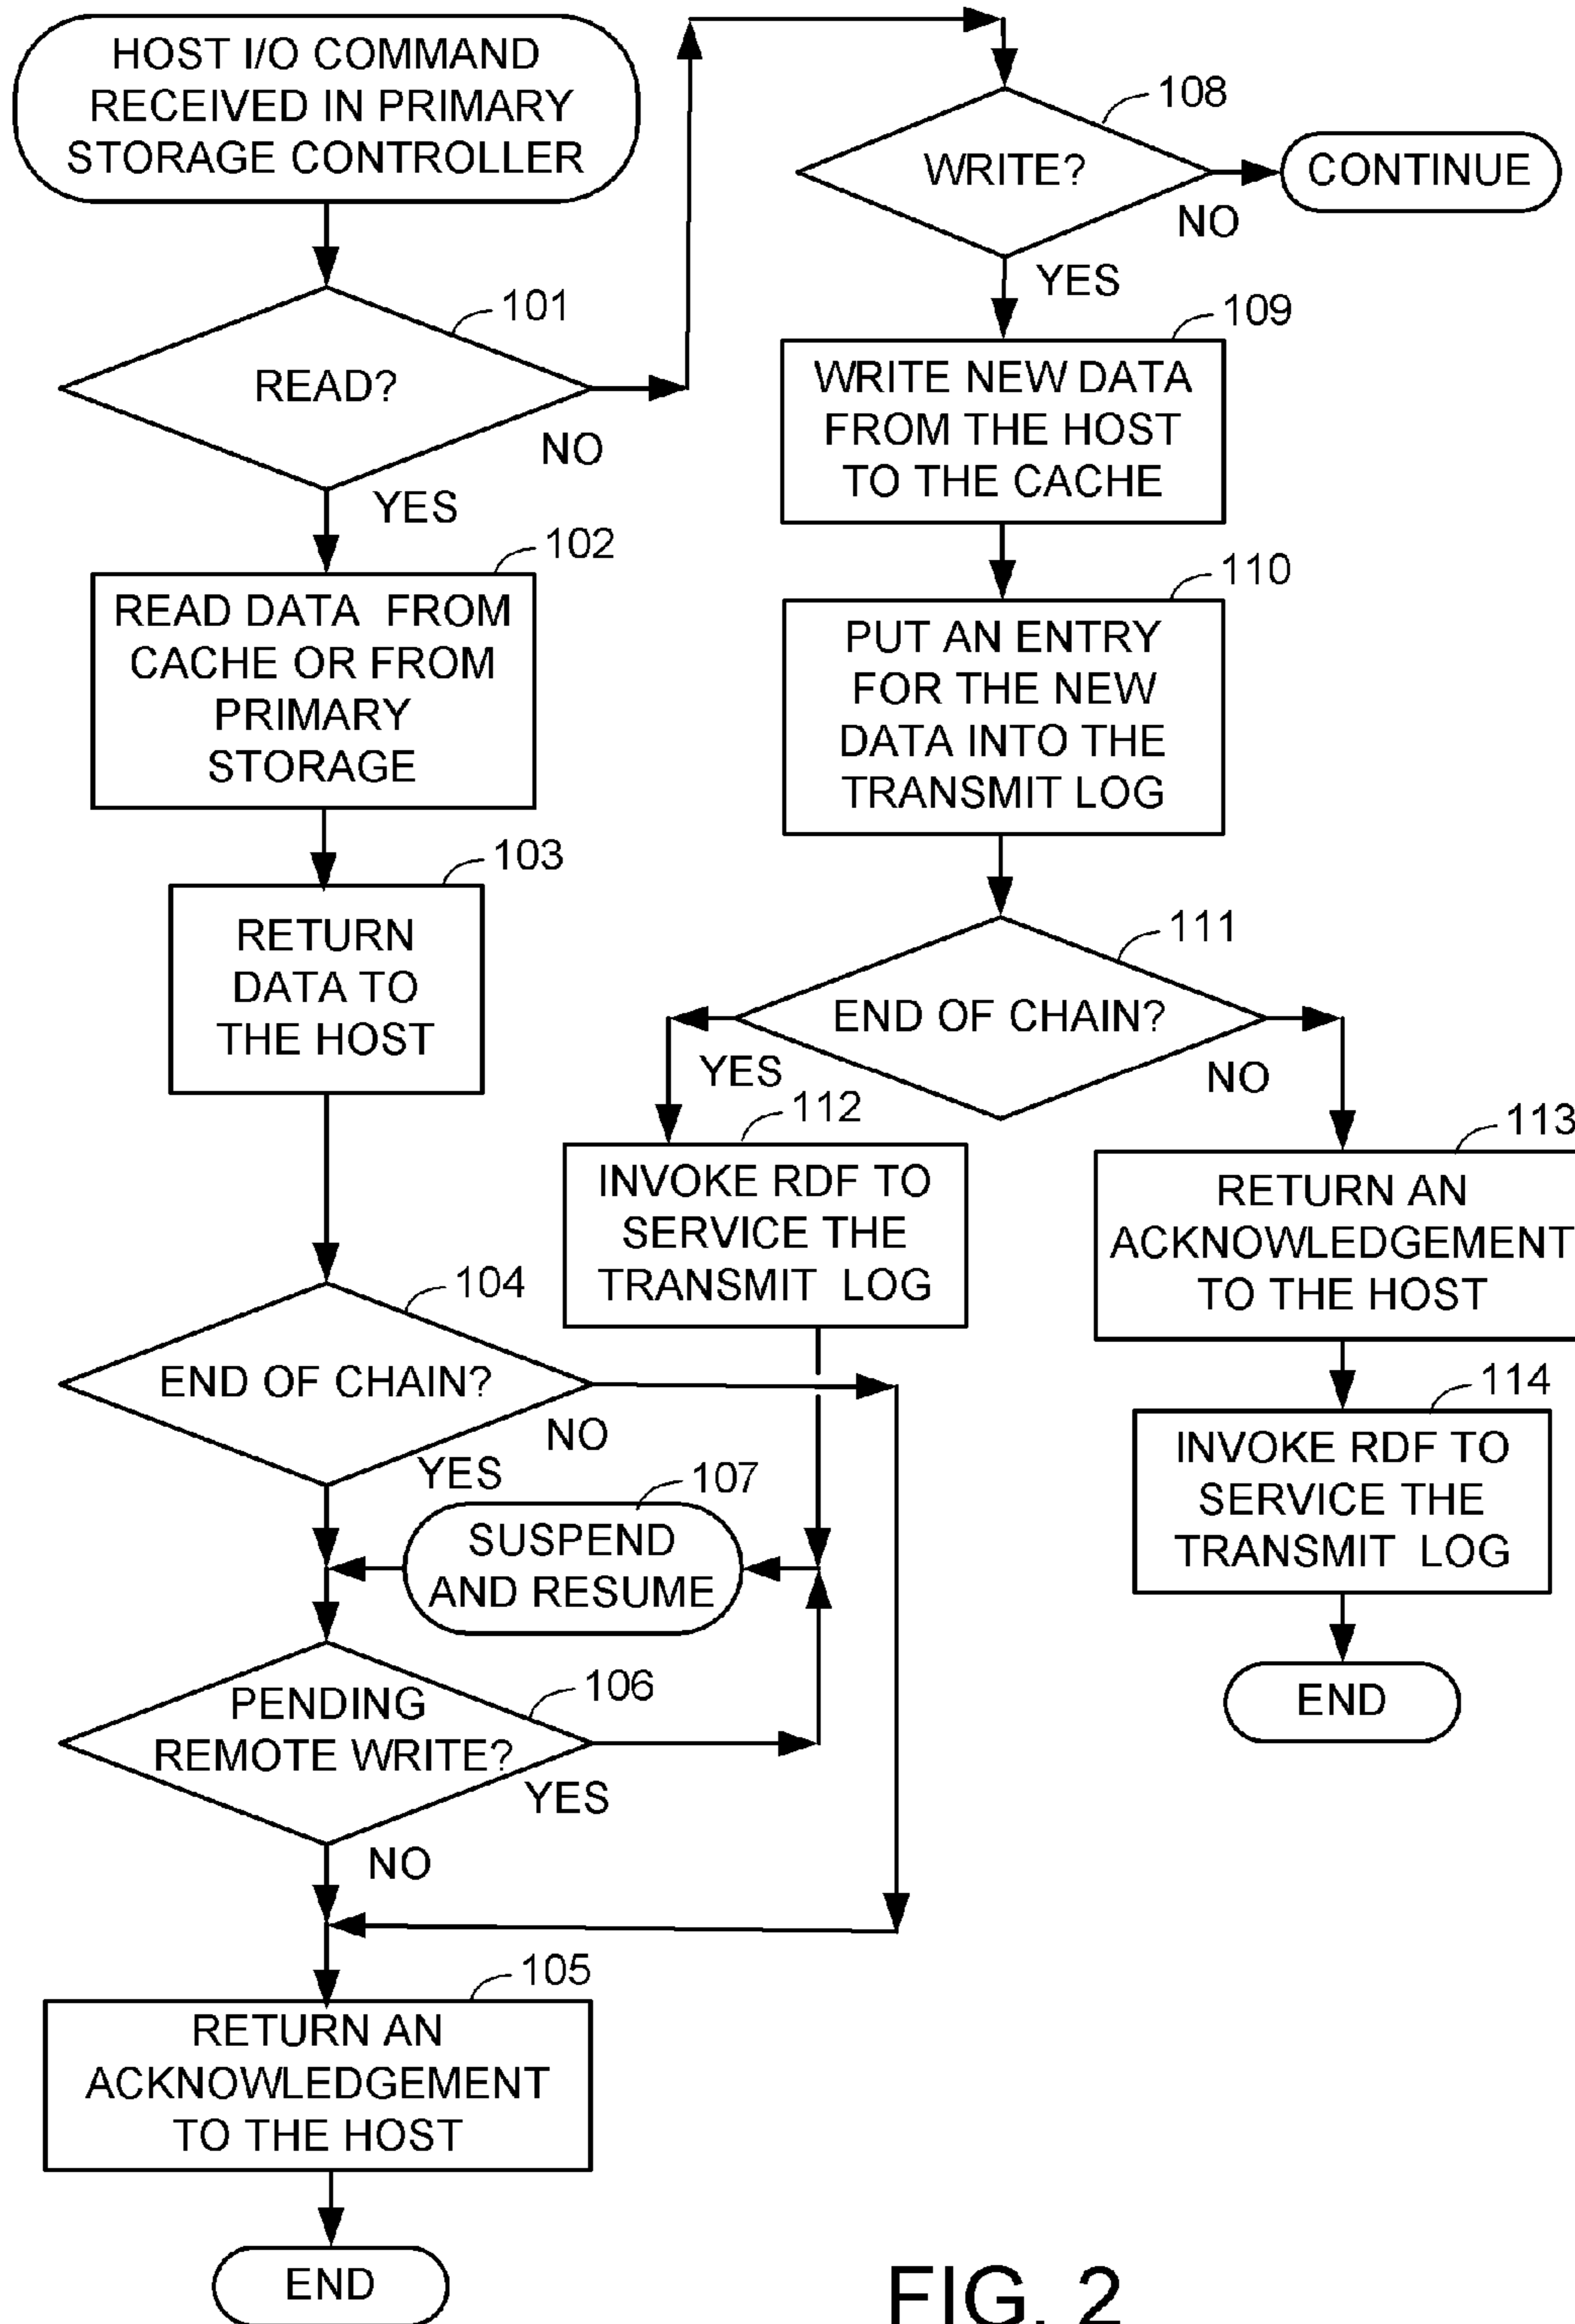 HOST I/O COMMAND
RECEIVED IN PRIMARY
STORAGE CONTROLLER
101
READ?
NO
YES
102
READ DATA FROM
CACHE OR FROM
PRIMARY
STORAGE
103
RETURN
DATA TO
THE HOST
104
END OF CHAIN?
NO
YES
107
SUSPEND
AND RESUME
106
PENDING
REMOTE WRITE?
YES
NO
105
RETURN AN
ACKNOWLEDGEMENT
TO THE HOST
END
108
WRITE?
NO
CONTINUE
YES
109
WRITE NEW DATA
FROM THE HOST
TO THE CACHE
110
PUT AN ENTRY
FOR THE NEW
DATA INTO THE
TRANSMIT LOG
111
END OF CHAIN?
YES
NO
112
INVOKE RDF TO
SERVICE THE
TRANSMIT LOG
113
RETURN AN
ACKNOWLEDGEMENT
TO THE HOST
114
INVOKE RDF TO
SERVICE THE
TRANSMIT LOG
END
FIG. 2